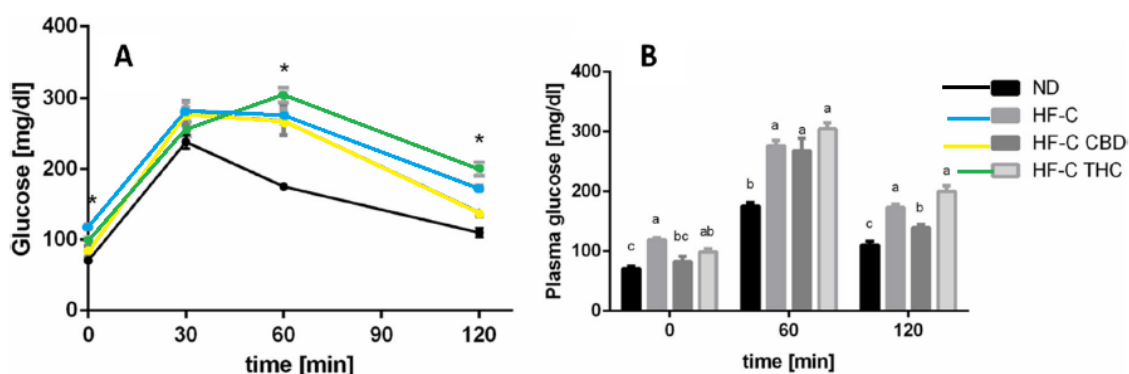 A
Glucose [mg/dl]
400
300
200
100
0
*
*
*
0 30 60 90 120
time [min]
B
Plasma glucose [mg/dl]
400
300
200
100
0
c a bc ab
b a a a
c a b a
0 60 120
time [min]
ND
HF-C
HF-C CBD
HF-C THC